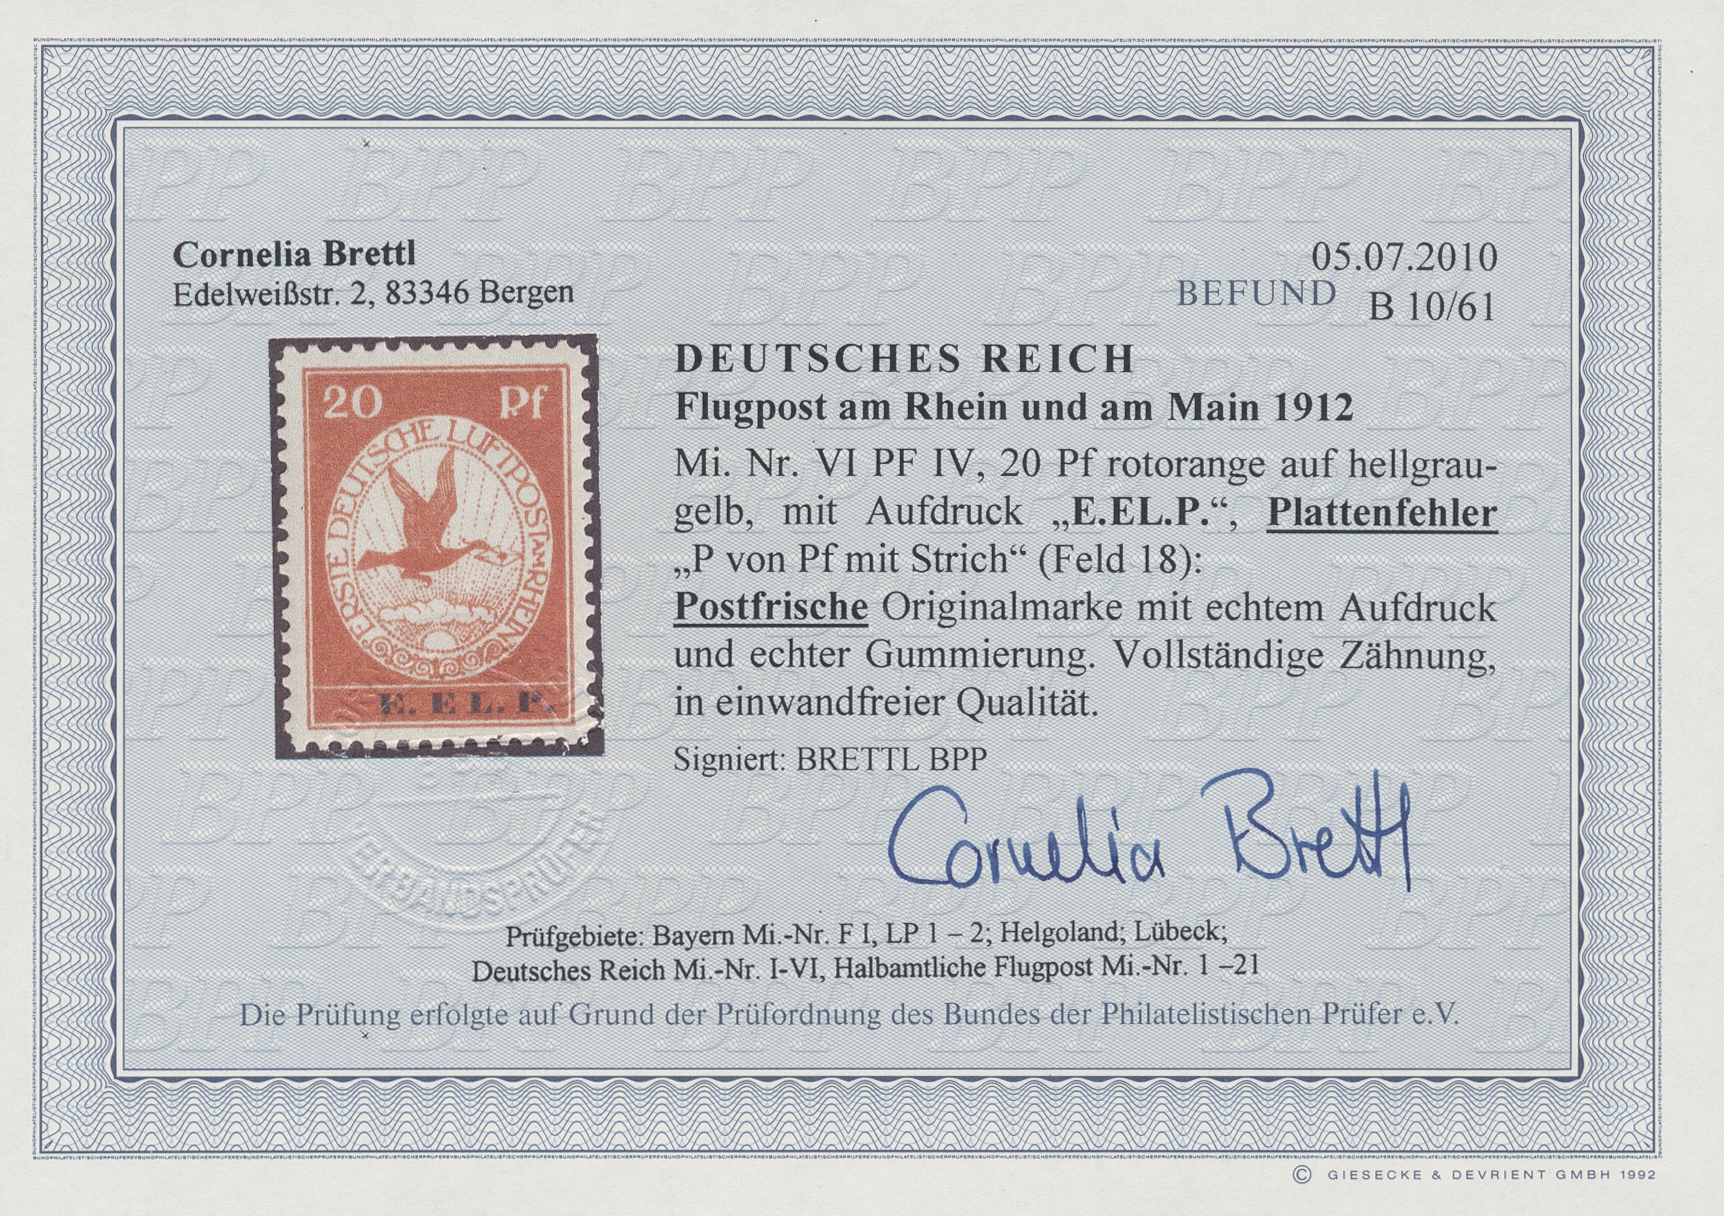 Cornelia Brettl
Edelweißstr. 2, 83346 Bergen
05.07.2010
BEFUND
B 10/61
20 Pf
ERSTE DEUTSCHE LUFTPOST AM RHEIN
E. E L. P.
DEUTSCHES REICH
Flugpost am Rhein und am Main 1912
Mi. Nr. VI PF IV, 20 Pf rotorange auf hellgrau-
gelb, mit Aufdruck „E.EL.P.“, Plattenfehler
„P von Pf mit Strich“ (Feld 18):
Postfrische Originalmarke mit echtem Aufdruck
und echter Gummierung. Vollständige Zähnung,
in einwandfreier Qualität.
Signiert: BRETTL BPP
Cornelia Brettl
VERBANDSPRÜFER
Prüfgebiete: Bayern Mi.-Nr. F I, LP 1 – 2; Helgoland; Lübeck;
Deutsches Reich Mi.-Nr. I-VI, Halbamtliche Flugpost Mi.-Nr. 1 –21
Die Prüfung erfolgte auf Grund der Prüfordnung des Bundes der Philatelistischen Prüfer e.V.
© GIESECKE & DEVRIENT GMBH 1992